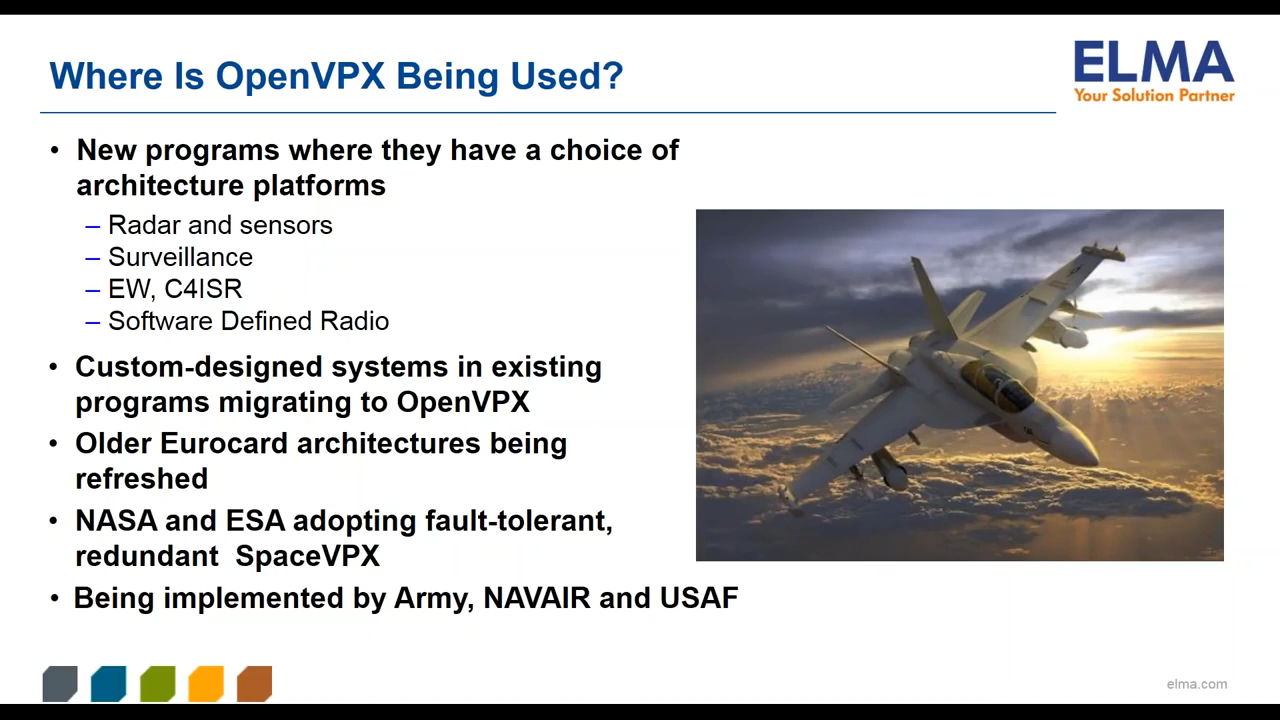 Where Is OpenVPX Being Used?
ELMA
Your Solution Partner
• New programs where they have a choice of
architecture platforms
– Radar and sensors
– Surveillance
– EW, C4ISR
– Software Defined Radio
• Custom-designed systems in existing
programs migrating to OpenVPX
• Older Eurocard architectures being
refreshed
• NASA and ESA adopting fault-tolerant,
redundant  SpaceVPX
• Being implemented by Army, NAVAIR and USAF
elma.com